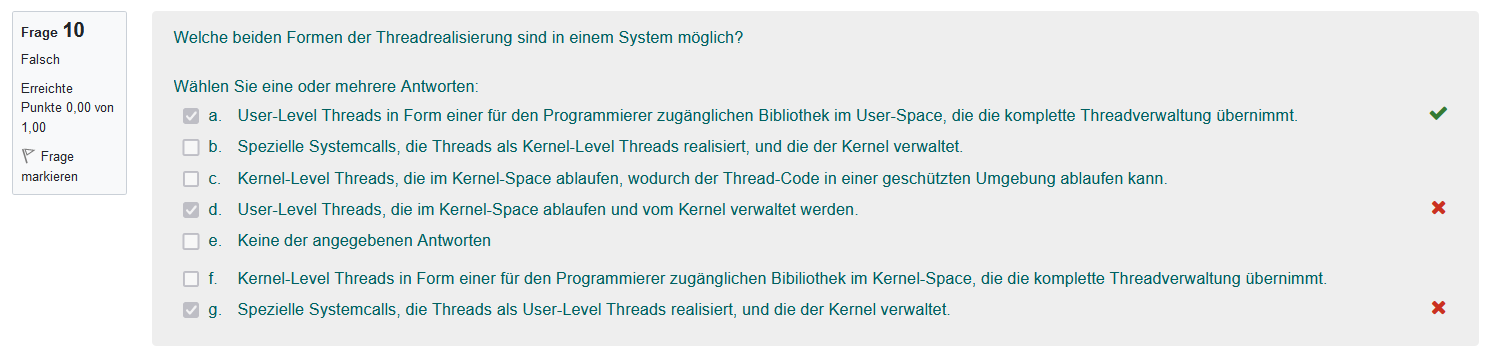 Frage 10
Falsch
Erreichte
Punkte 0,00 von
1,00
Frage
markieren
Welche beiden Formen der Threadrealisierung sind in einem System möglich?
Wählen Sie eine oder mehrere Antworten:
a. User-Level Threads in Form einer für den Programmierer zugänglichen Bibliothek im User-Space, die die komplette Threadverwaltung übernimmt.
b. Spezielle Systemcalls, die Threads als Kernel-Level Threads realisiert, und die der Kernel verwaltet.
c. Kernel-Level Threads, die im Kernel-Space ablaufen, wodurch der Thread-Code in einer geschützten Umgebung ablaufen kann.
d. User-Level Threads, die im Kernel-Space ablaufen und vom Kernel verwaltet werden.
e. Keine der angegebenen Antworten
f. Kernel-Level Threads in Form einer für den Programmierer zugänglichen Bibiliothek im Kernel-Space, die die komplette Threadverwaltung übernimmt.
g. Spezielle Systemcalls, die Threads als User-Level Threads realisiert, und die der Kernel verwaltet.